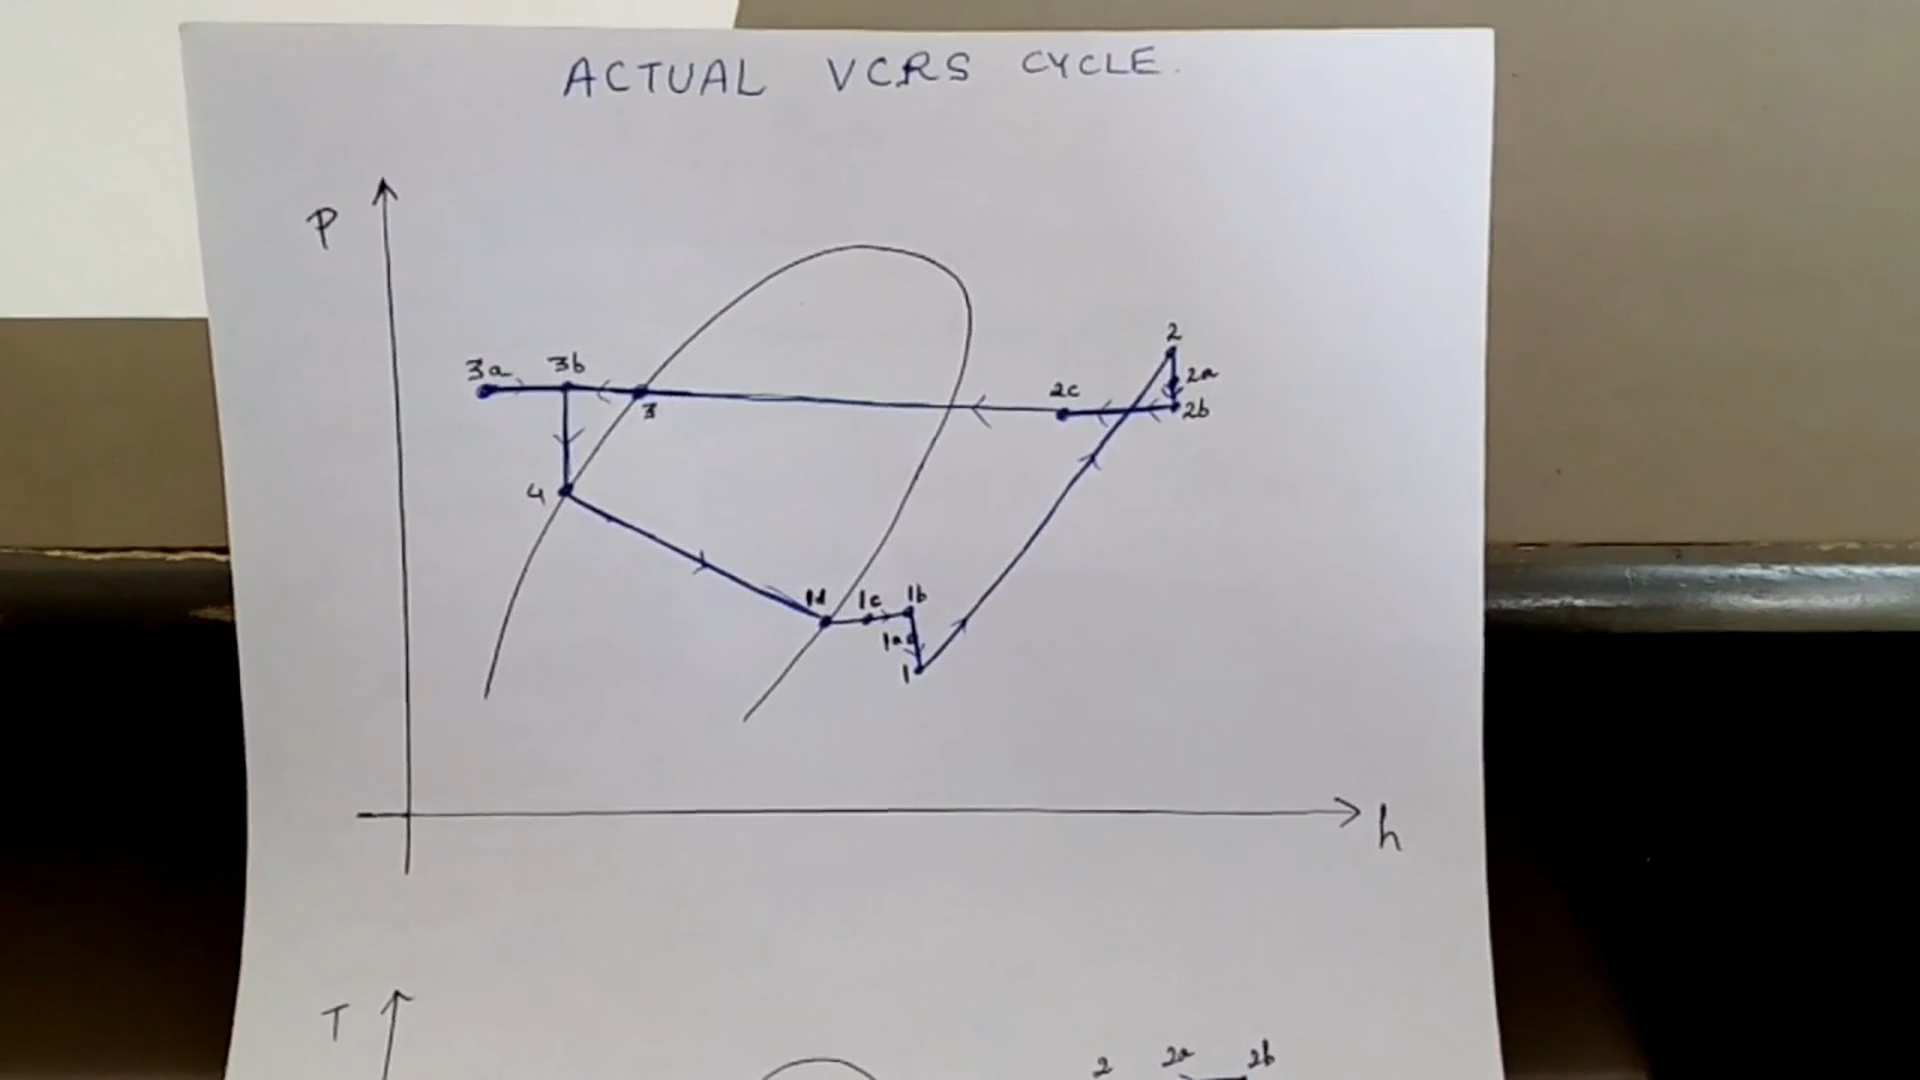 ACTUAL VCRS CYCLE.
P
2
3a 3b
2a
2c
2b
3
4
1d 1c 1b
1a
1
h
T
2 2a 2b